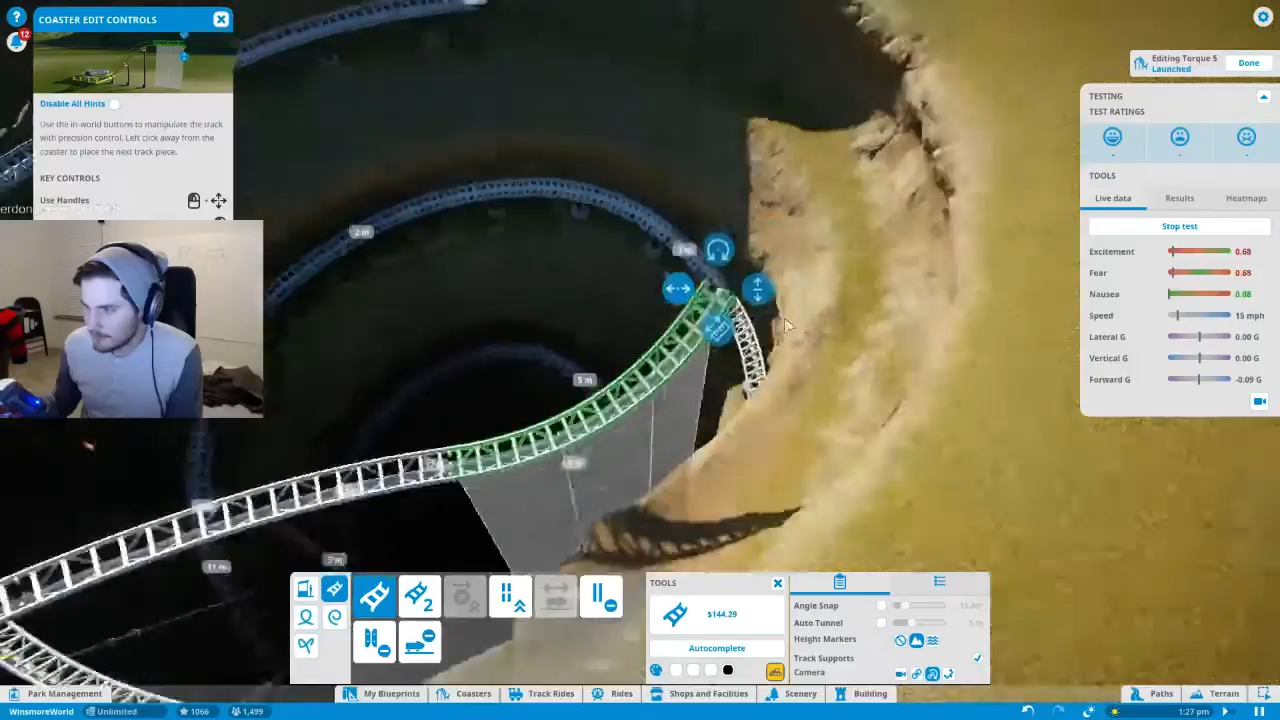 COASTER EDIT CONTROLS
12
Disable All Hints
Use the in-world buttons to manipulate the track
with precision control. Left click away from the
coaster to place the next track piece.
KEY CONTROLS
Use Handles
Editing Torque 5
Launched
Done
TESTING
TEST RATINGS
- - -
TOOLS
Live data Results Heatmaps
Stop test
Excitement 0.68
Fear 0.68
Nausea 0.08
Speed 15 mph
Lateral G 0.00 G
Vertical G 0.00 G
Forward G -0.09 G
2 m
5 m
11 m
2
TOOLS
$144.29
Autocomplete
Angle Snap
Auto Tunnel 5 m
Height Markers
Track Supports
Camera
Park Management
My Blueprints
Coasters
Track Rides
Rides
Shops and Facilities
Scenery
Building
Paths
Terrain
WinsmoreWorld
Unlimited
1066
1,499
1:27 pm